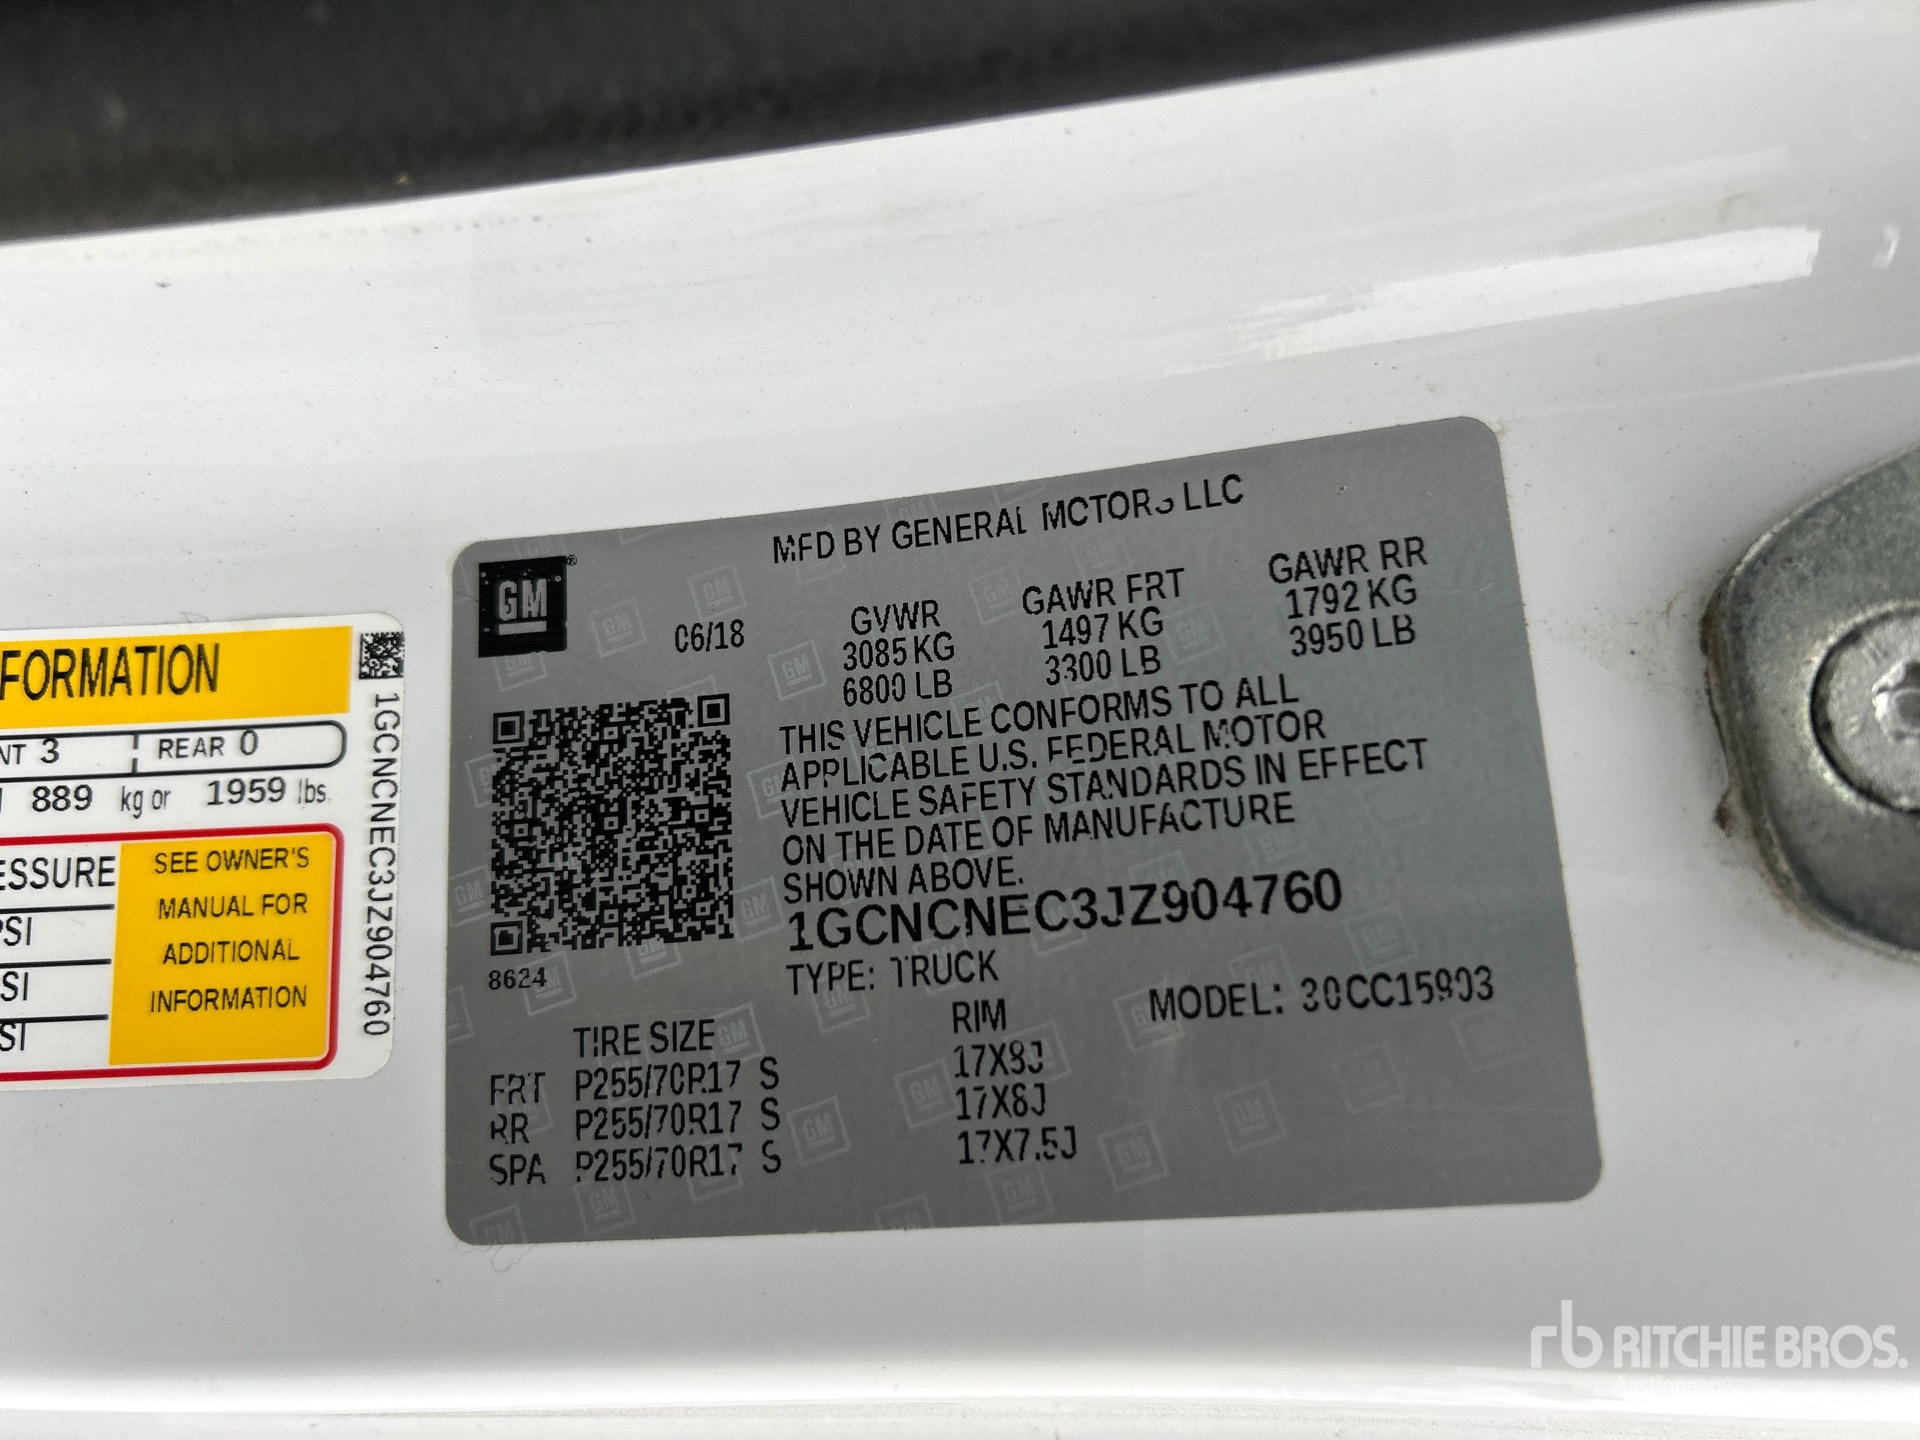 FORMATION
NT 3 REAR 0
889 kg or 1959 lbs.
ESSURE
PSI
SI
SI
SEE OWNER'S
MANUAL FOR
ADDITIONAL
INFORMATION
1GCNCNEC3JZ904760
GM
MFD BY GENERAL MOTORS LLC
06/18
GVWR GAWR FRT GAWR RR
3085 KG 1497 KG 1792 KG
6800 LB 3300 LB 3950 LB
THIS VEHICLE CONFORMS TO ALL
APPLICABLE U.S. FEDERAL MOTOR
VEHICLE SAFETY STANDARDS IN EFFECT
ON THE DATE OF MANUFACTURE
SHOWN ABOVE.
1GCNCNEC3JZ904760
8624
TYPE: TRUCK MODEL: 30CC15903
TIRE SIZE RIM
FRT P255/70R17 S 17X8J
RR P255/70R17 S 17X8J
SPA P255/70R17 S 17X7.5J
rb RITCHIE BROS.
Auctioneers